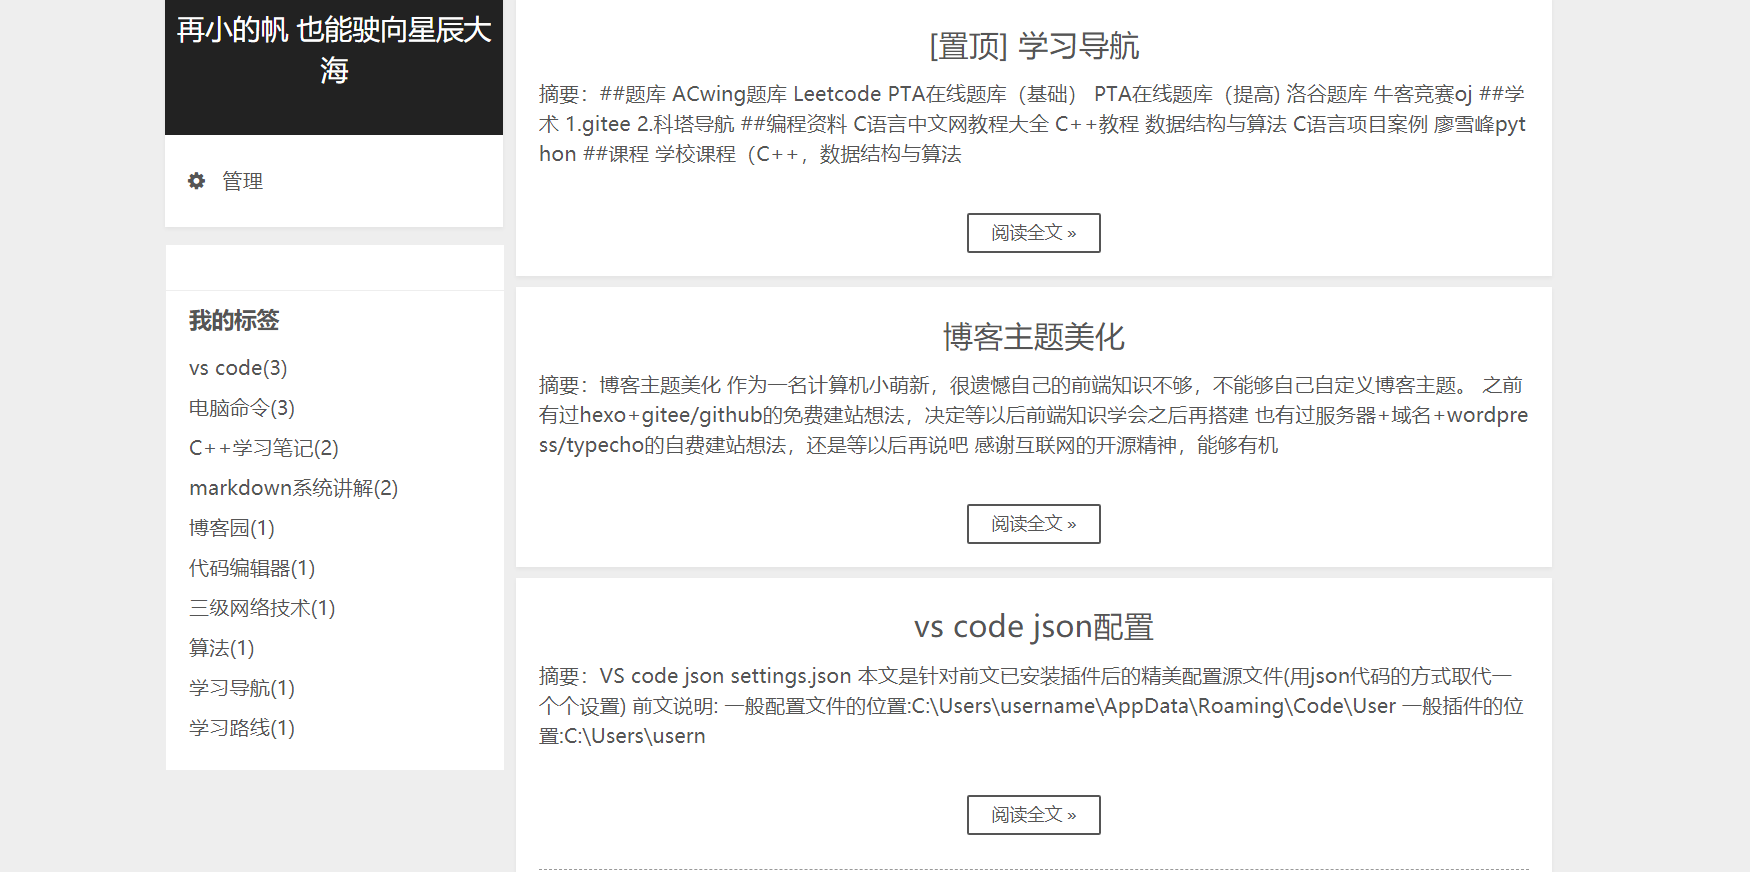 再小的帆 也能驶向星辰大
海
管理
我的标签
vs code(3)
电脑命令(3)
C++学习笔记(2)
markdown系统讲解(2)
博客园(1)
代码编辑器(1)
三级网络技术(1)
算法(1)
学习导航(1)
学习路线(1)
[置顶] 学习导航
摘要：##题库 ACwing题库 Leetcode PTA在线题库（基础） PTA在线题库（提高) 洛谷题库 牛客竞赛oj ##学
术 1.gitee 2.科塔导航 ##编程资料 C语言中文网教程大全 C++教程 数据结构与算法 C语言项目案例 廖雪峰pyt
hon ##课程 学校课程（C++，数据结构与算法
阅读全文 »
博客主题美化
摘要：博客主题美化 作为一名计算机小萌新，很遗憾自己的前端知识不够，不能够自己自定义博客主题。 之前
有过hexo+gitee/github的免费建站想法，决定等以后前端知识学会之后再搭建 也有过服务器+域名+wordpre
ss/typecho的自费建站想法，还是等以后再说吧 感谢互联网的开源精神，能够有机
阅读全文 »
vs code json配置
摘要：VS code json settings.json 本文是针对前文已安装插件后的精美配置源文件(用json代码的方式取代一
个个设置) 前文说明: 一般配置文件的位置:C:\Users\username\AppData\Roaming\Code\User 一般插件的位
置:C:\Users\usern
阅读全文 »